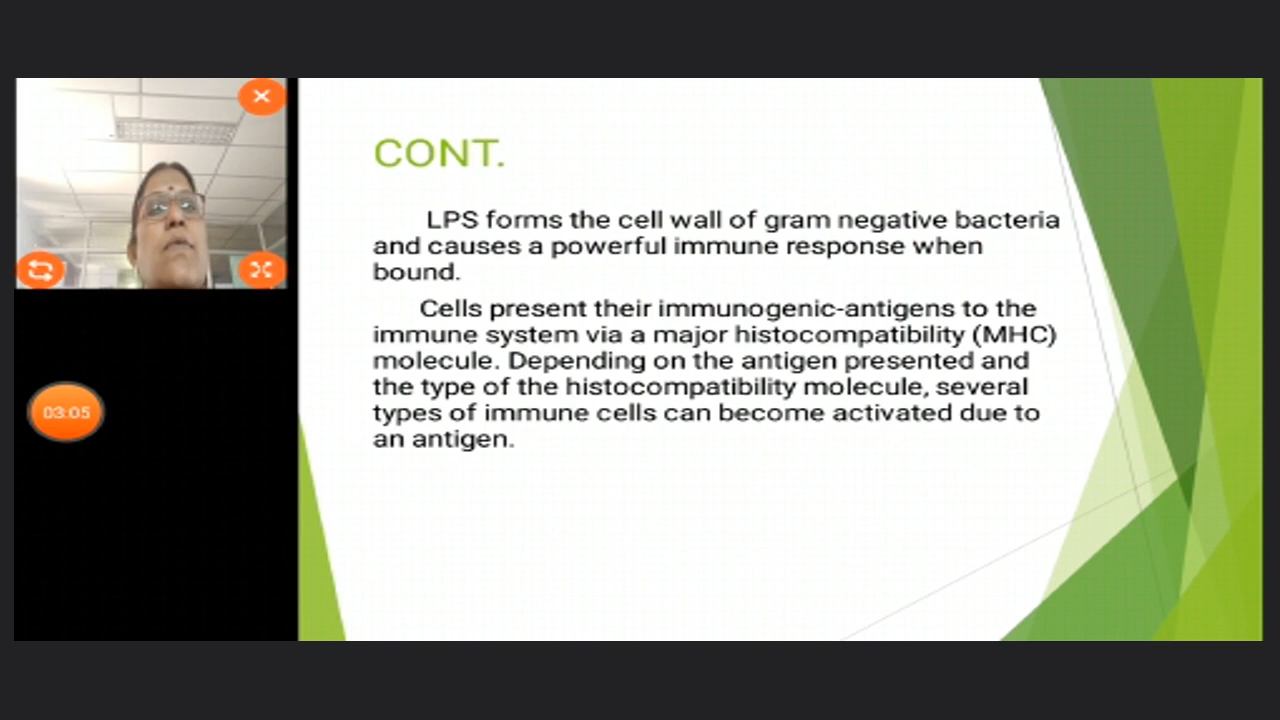 CONT.
LPS forms the cell wall of gram negative bacteria
and causes a powerful immune response when
bound.
Cells present their immunogenic-antigens to the
immune system via a major histocompatibility (MHC)
molecule. Depending on the antigen presented and
the type of the histocompatibility molecule, several
types of immune cells can become activated due to
an antigen.
03:05